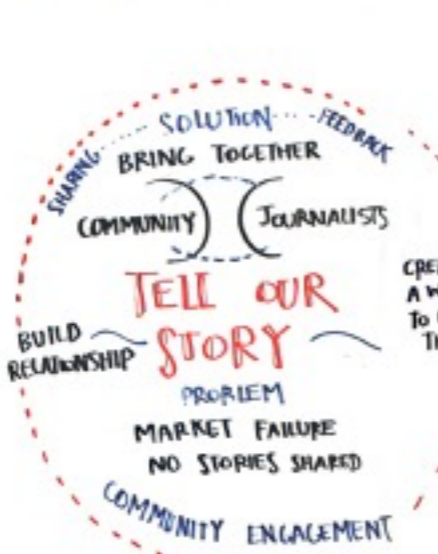 SOLUTION
SHARING
FEEDBACK
BRING TOGETHER
COMMUNITY
JOURNALISTS
TELL OUR
STORY
BUILD
RELATIONSHIP
PROBLEM
MARKET FAILURE
NO STORIES SHARED
COMMUNITY ENGAGEMENT
A
TO